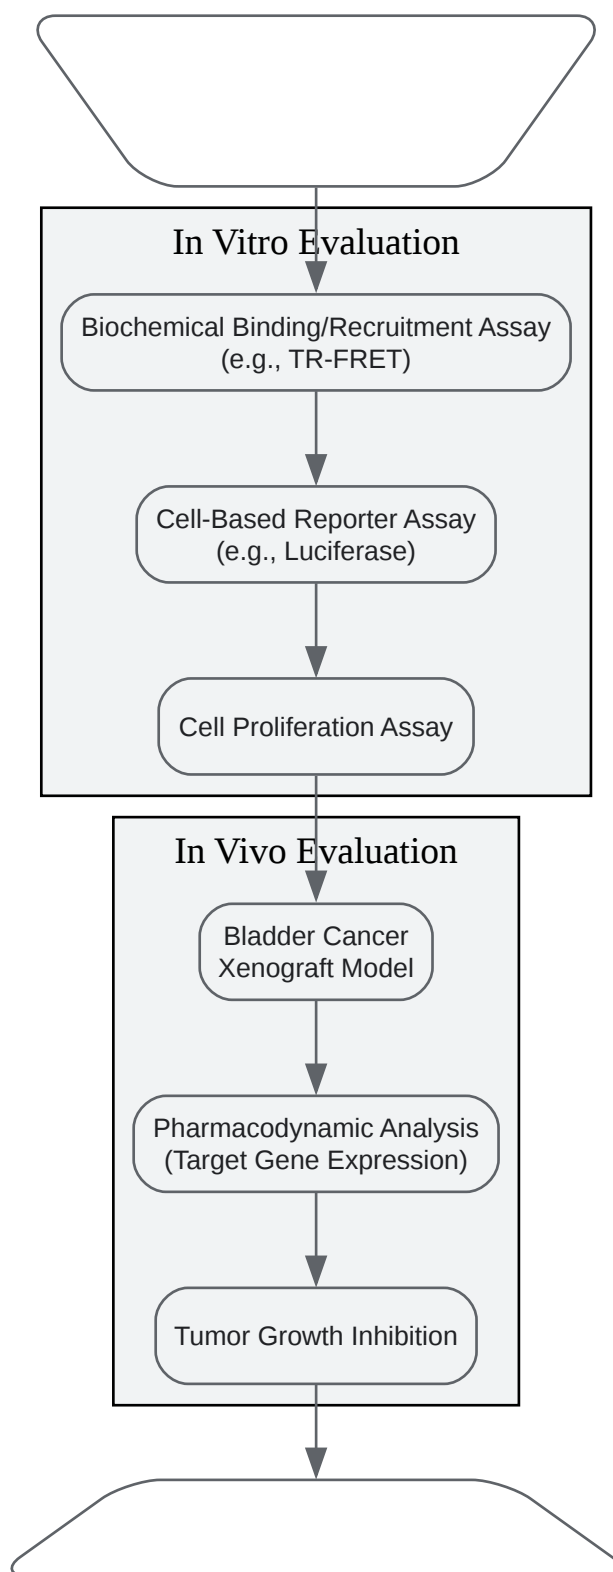 In Vitro Evaluation
Biochemical Binding/Recruitment Assay
(e.g., TR-FRET)
Cell-Based Reporter Assay
(e.g., Luciferase)
Cell Proliferation Assay
In Vivo Evaluation
Bladder Cancer
Xenograft Model
Pharmacodynamic Analysis
(Target Gene Expression)
Tumor Growth Inhibition